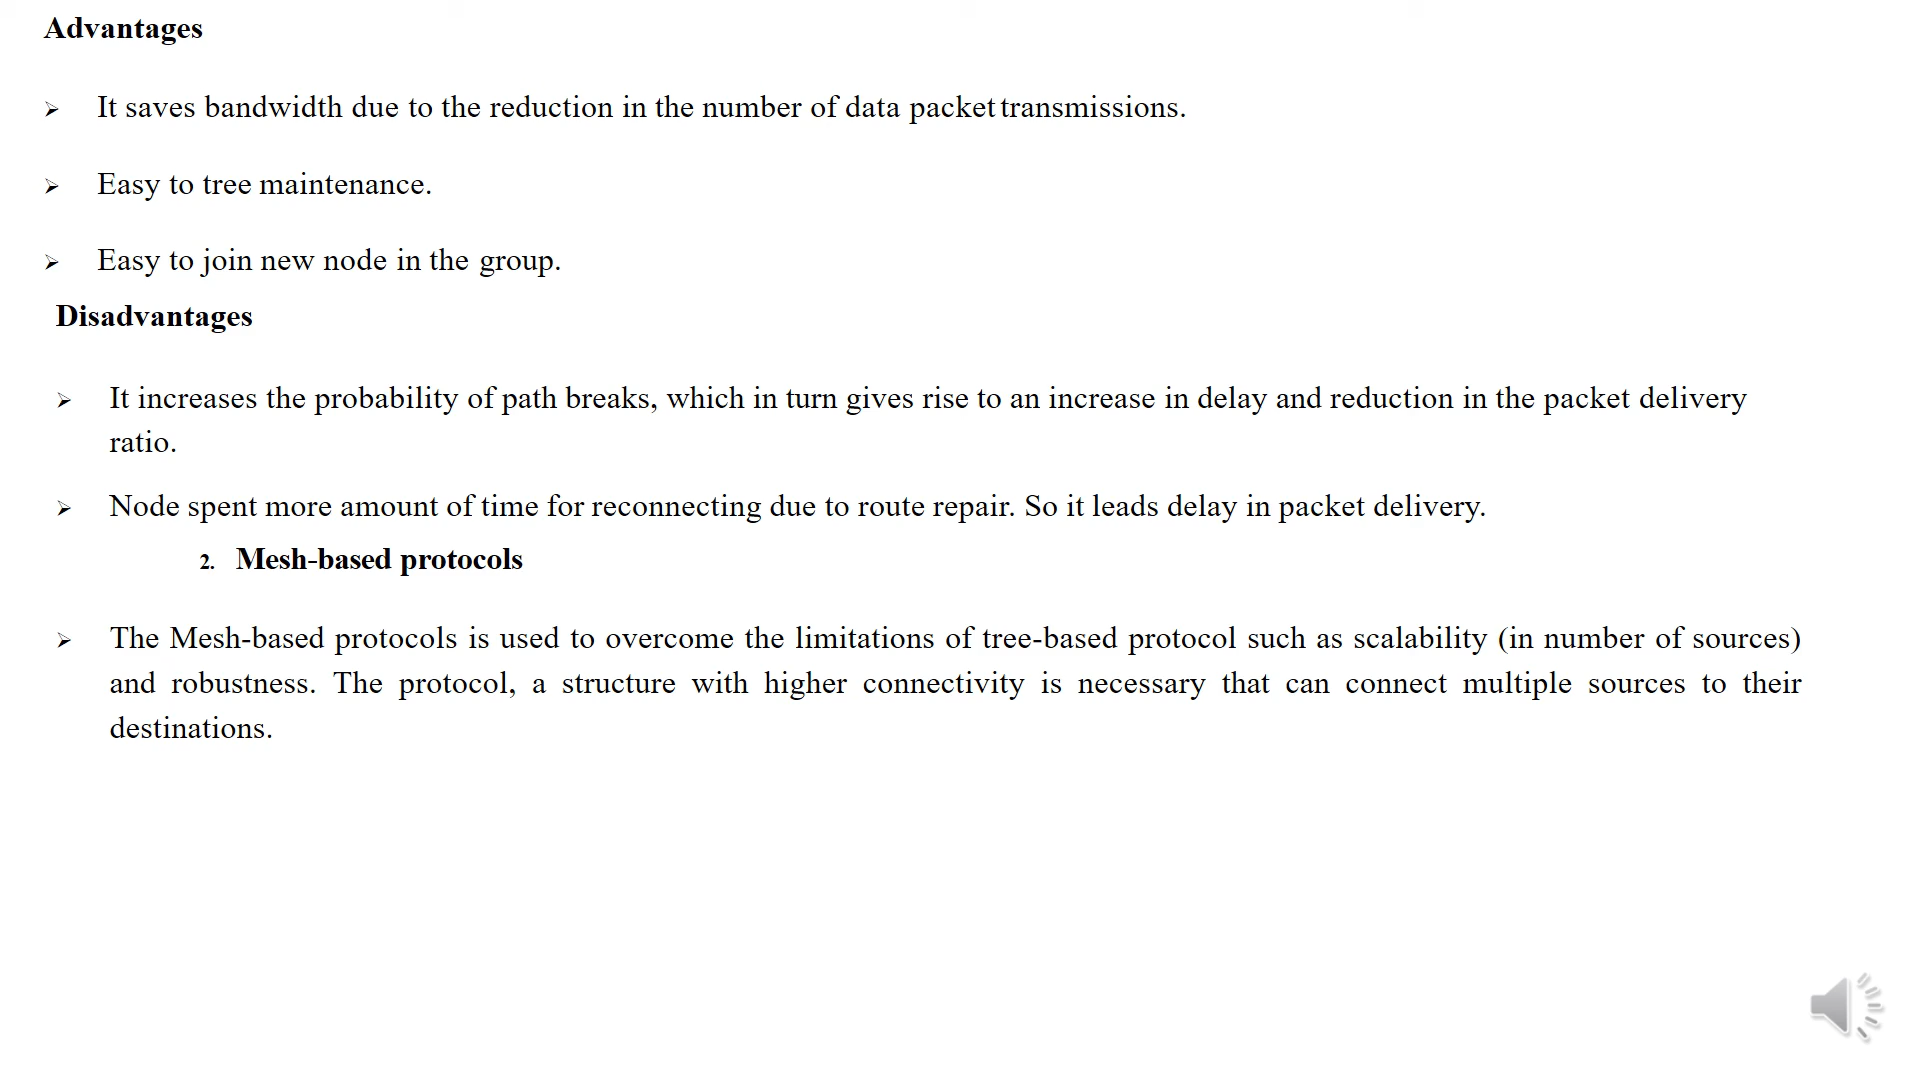 Advantages
➢ It saves bandwidth due to the reduction in the number of data packet transmissions.
➢ Easy to tree maintenance.
➢ Easy to join new node in the group.
Disadvantages
➢ It increases the probability of path breaks, which in turn gives rise to an increase in delay and reduction in the packet delivery
ratio.
➢ Node spent more amount of time for reconnecting due to route repair. So it leads delay in packet delivery.
2. Mesh-based protocols
➢ The Mesh-based protocols is used to overcome the limitations of tree-based protocol such as scalability (in number of sources)
and robustness. The protocol, a structure with higher connectivity is necessary that can connect multiple sources to their
destinations.